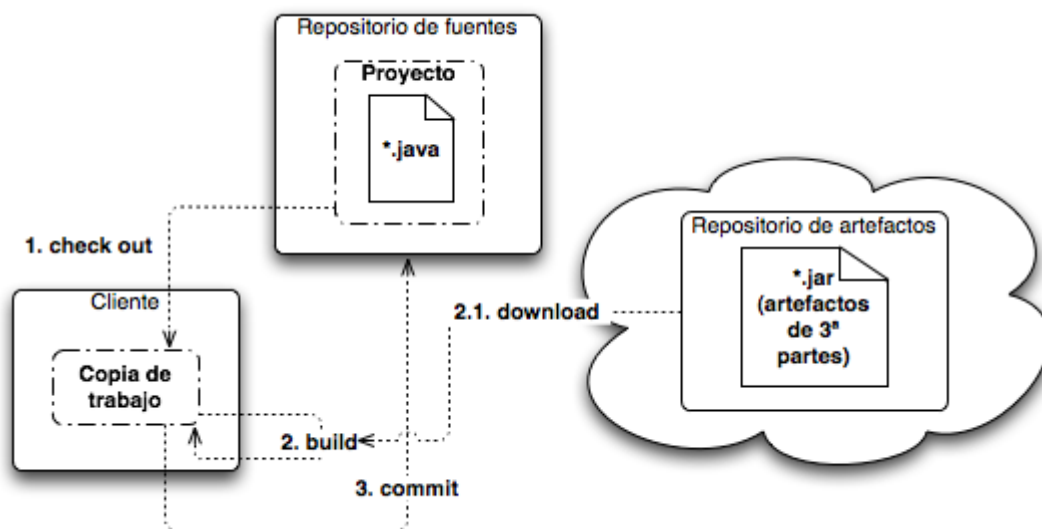 Repositorio de fuentes
Proyecto
*.java
1. check out
Repositorio de artefactos
*.jar
(artefactos
de 3ª
partes)
Cliente
2.1. download
Copia de
trabajo
2. build
3. commit